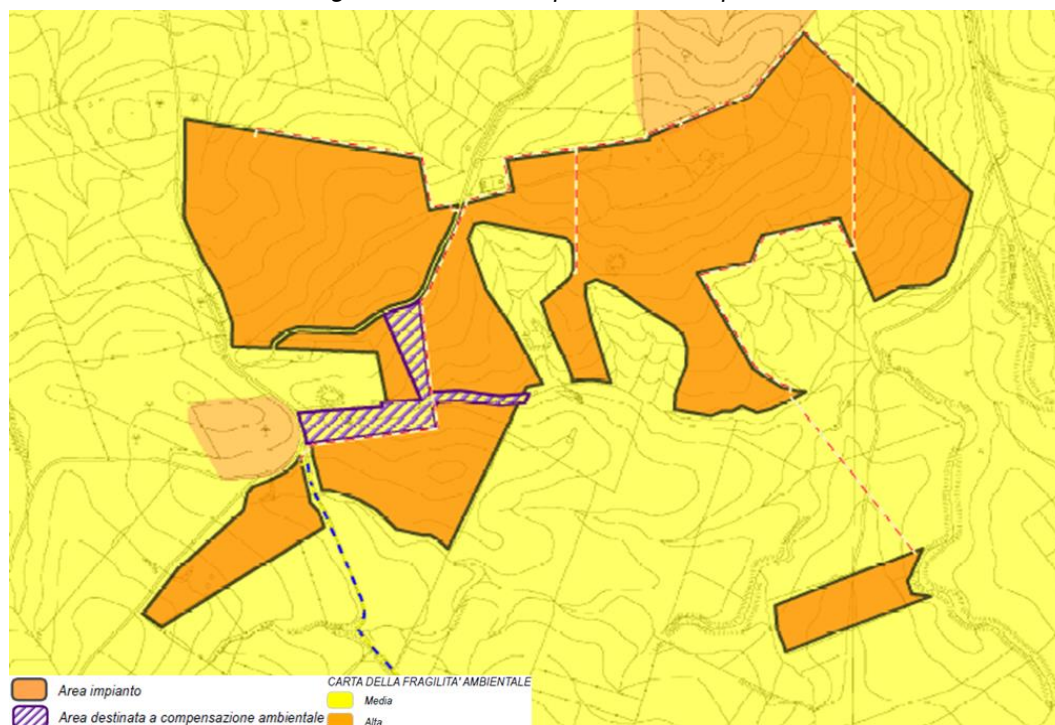 Area impianto
Area destinata a compensazione ambientale
CARTA DELLA FRAGILITA' AMBIENTALE
Media
Alta